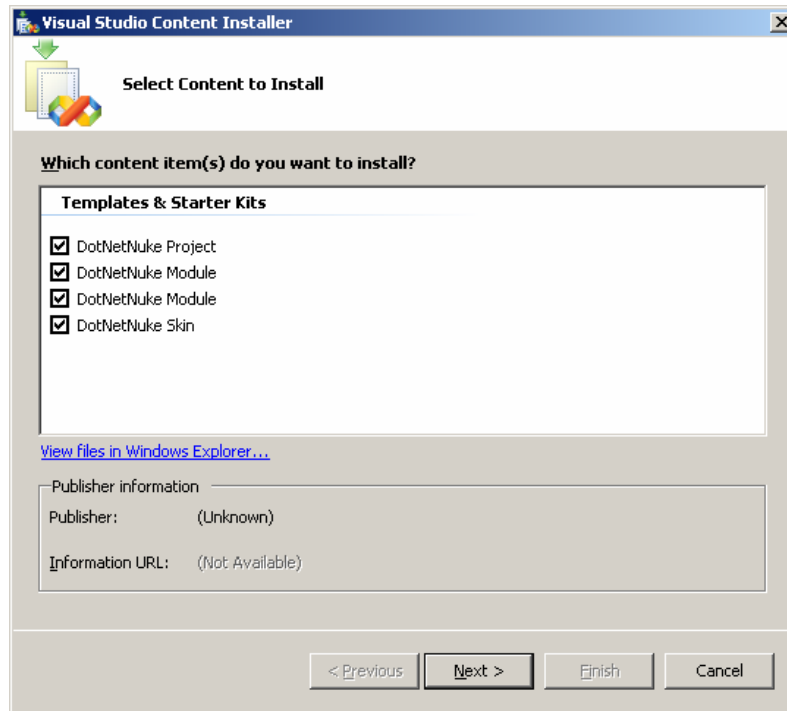 Visual Studio Content Installer
Select Content to Install
Which content item(s) do you want to install?
Templates & Starter Kits
DotNetNuke Project
DotNetNuke Module
DotNetNuke Module
DotNetNuke Skin
View files in Windows Explorer...
Publisher information
Publisher: (Unknown)
Information URL: (Not Available)
< Previous Next > Finish Cancel